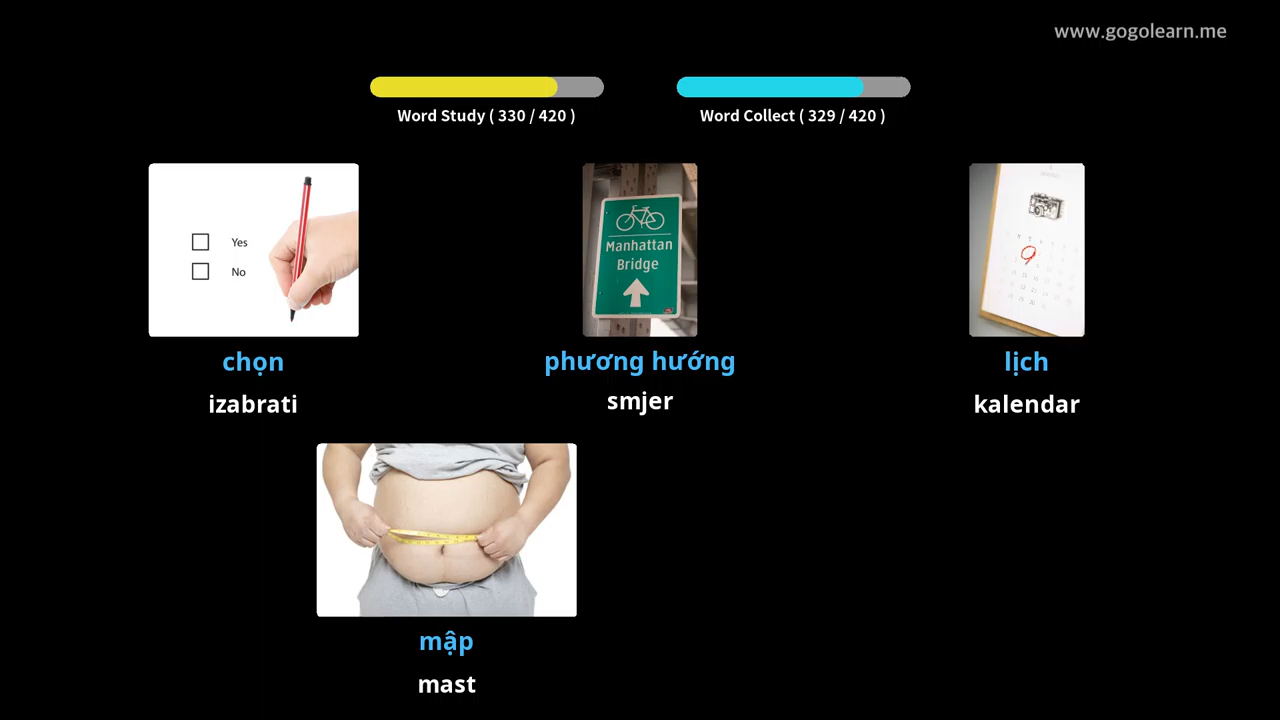 www.gogolearn.me
Word Study ( 330 / 420 )
Word Collect ( 329 / 420 )
Yes
No
Manhattan
Bridge
chọn
phương hướng
lịch
izabrati
smjer
kalendar
mập
mast